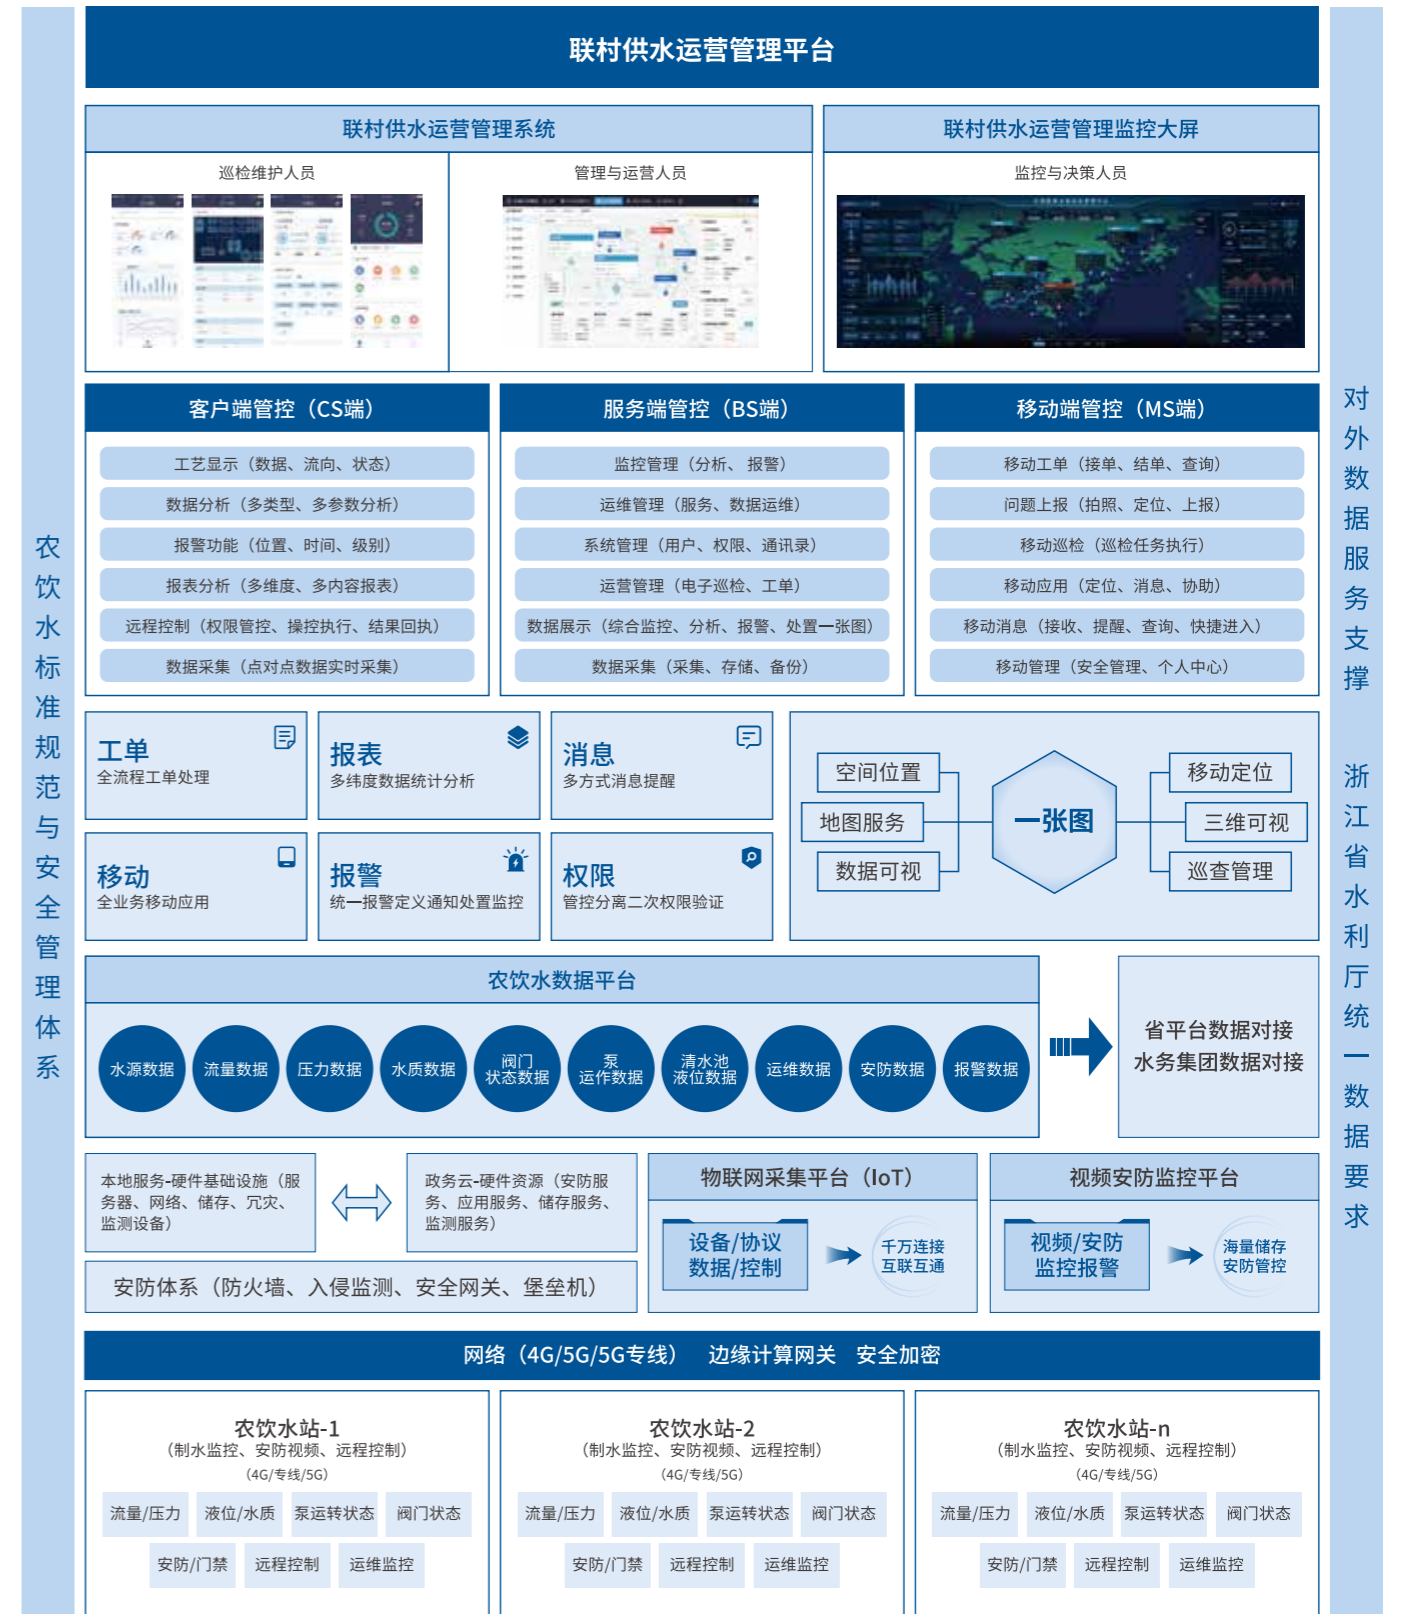 联村供水运营管理平台
联村供水运营管理系统
联村供水运营管理监控大屏
巡检维护人员
管理与运营人员
监控与决策人员
客户端管控（CS端）
工艺显示（数据、流向、状态）
数据分析（多类型、多参数分析）
报警功能（位置、时间、级别）
报表分析（多维度、多内容报表）
远程控制（权限管控、操控执行、结果回执）
数据采集（点对点数据实时采集）
服务端管控（BS端）
监控管理（分析、 报警）
运维管理（服务、数据运维）
系统管理（用户、权限、通讯录）
运营管理（电子巡检、工单）
数据展示（综合监控、分析、报警、处置一张图）
数据采集（采集、存储、备份）
移动端管控（MS端）
移动工单（接单、结单、查询）
问题上报（拍照、定位、上报）
移动巡检（巡检任务执行）
移动应用（定位、消息、协助）
移动消息（接收、提醒、查询、快捷进入）
移动管理（安全管理、个人中心）
工单
全流程工单处理
报表
多纬度数据统计分析
消息
多方式消息提醒
移动
全业务移动应用
报警
统一报警定义通知处置监控
权限
管控分离二次权限验证
空间位置
地图服务
数据可视
一张图
移动定位
三维可视
巡查管理
农饮水数据平台
水源数据
流量数据
压力数据
水质数据
阀门
状态数据
泵
运作数据
清水池
液位数据
运维数据
安防数据
报警数据
省平台数据对接
水务集团数据对接
本地服务-硬件基础设施（服
务器、网络、储存、冗灾、
监测设备）
政务云-硬件资源（安防服
务、应用服务、储存服务、
监测服务）
安防体系（防火墙、入侵监测、安全网关、堡垒机）
物联网采集平台（IoT）
设备/协议
数据/控制
千万连接
互联互通
视频安防监控平台
视频/安防
监控报警
海量储存
安防管控
网络（4G/5G/5G专线） 边缘计算网关 安全加密
农饮水站-1
（制水监控、安防视频、远程控制）
（4G/专线/5G）
流量/压力
液位/水质
泵运转状态
阀门状态
安防/门禁
远程控制
运维监控
农饮水站-2
（制水监控、安防视频、远程控制）
（4G/专线/5G）
流量/压力
液位/水质
泵运转状态
阀门状态
安防/门禁
远程控制
运维监控
农饮水站-n
（制水监控、安防视频、远程控制）
（4G/专线/5G）
流量/压力
液位/水质
泵运转状态
阀门状态
安防/门禁
远程控制
运维监控
农饮水标准规范与安全管理体系
对外数据服务支撑 浙江省水利厅统一数据要求